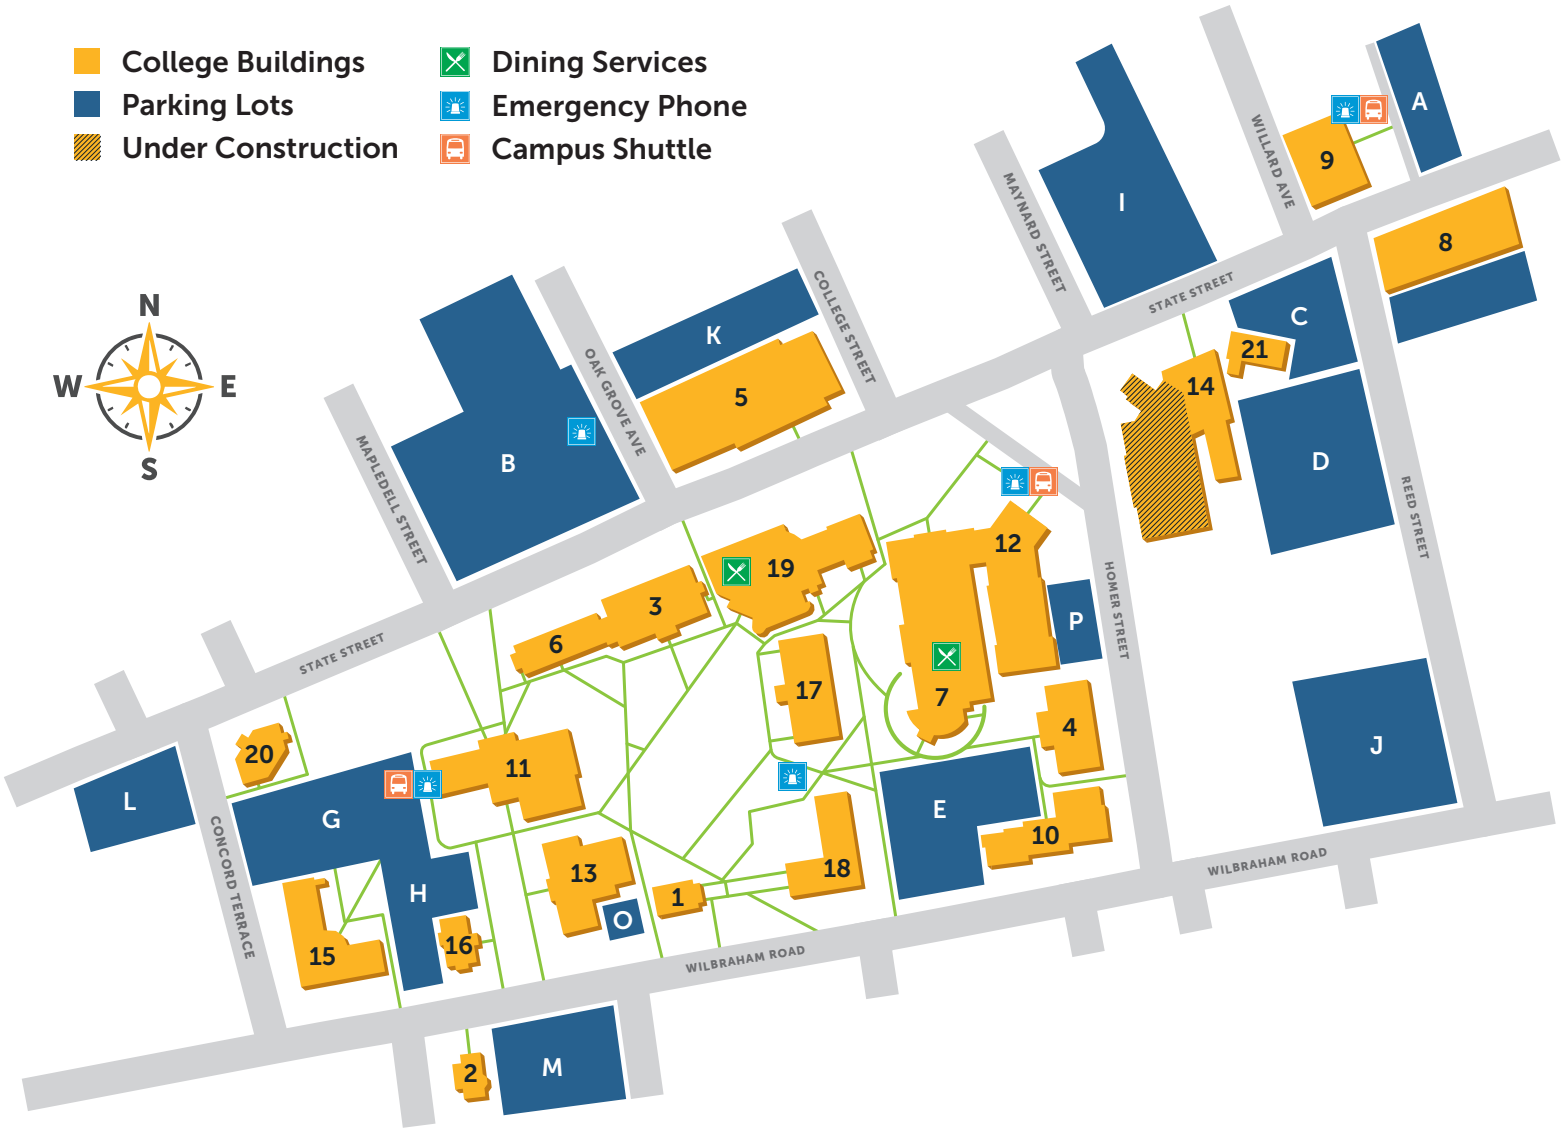 College Buildings
Parking Lots
Under Construction
Dining Services
Emergency Phone
Campus Shuttle
N
W
E
S
A
9
WILLARD AVE
I
MAYNARD STREET
8
STATE STREET
C
21
14
D
REED STREET
COLLEGE STREET
K
5
OAK GROVE AVE
B
MAPLEDELL STREET
12
19
3
6
P
HOMER STREET
STATE STREET
17
7
4
J
20
11
L
G
E
10
CONCORD TERRACE
13
18
1
O
H
16
15
WILBRAHAM ROAD
WILBRAHAM ROAD
2
M